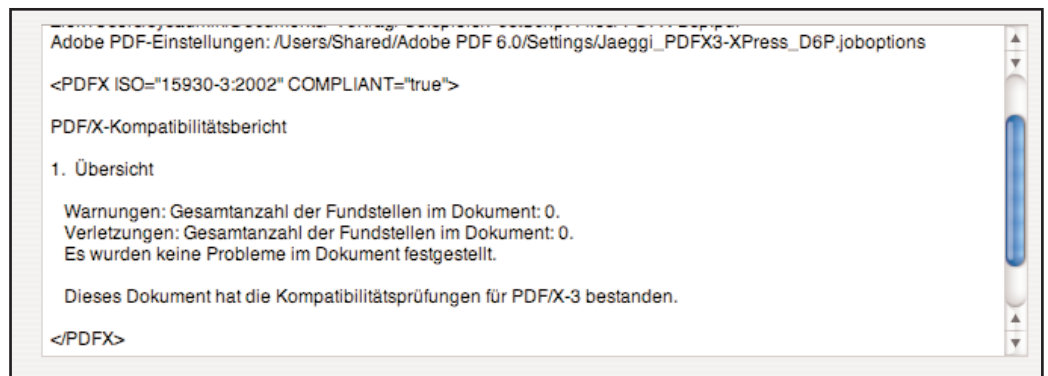 Adobe PDF-Einstellungen: /Users/Shared/Adobe PDF 6.0/Settings/Jaeggi_PDFX3-XPress_D6P.joboptions
<PDFX ISO="15930-3:2002" COMPLIANT="true">
PDF/X-Kompatibilitätsbericht
1. Übersicht
Warnungen: Gesamtanzahl der Fundstellen im Dokument: 0.
Verletzungen: Gesamtanzahl der Fundstellen im Dokument: 0.
Es wurden keine Probleme im Dokument festgestellt.
Dieses Dokument hat die Kompatibilitätsprüfungen für PDF/X-3 bestanden.
</PDFX>